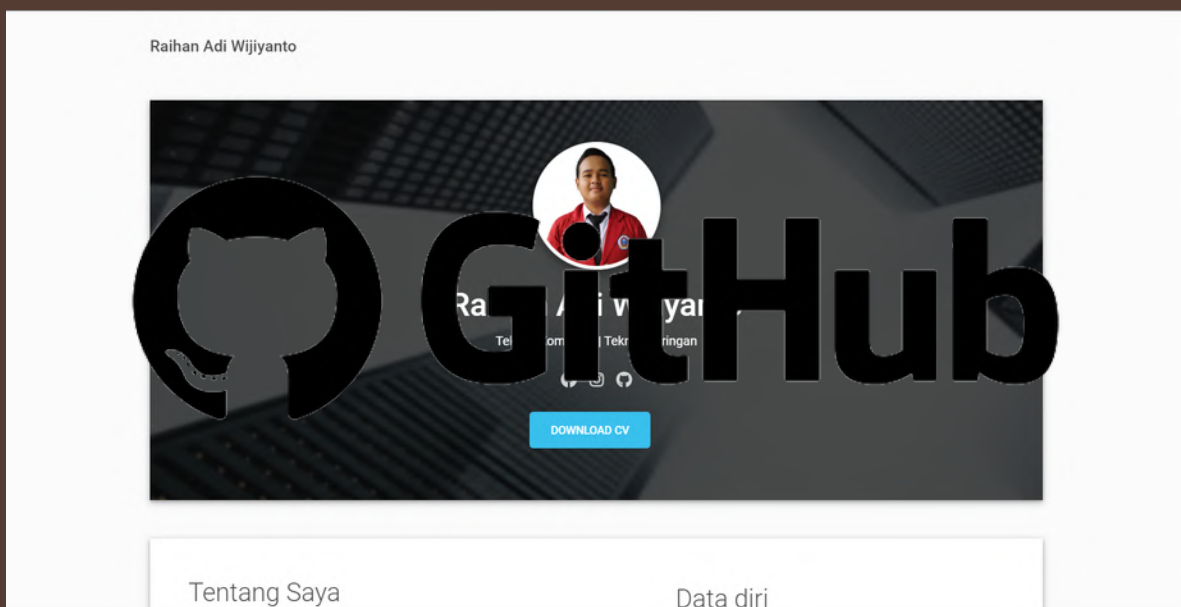 Raihan Adi Wijiyanto
GitHub
DOWNLOAD CV
Tentang Saya
Data diri